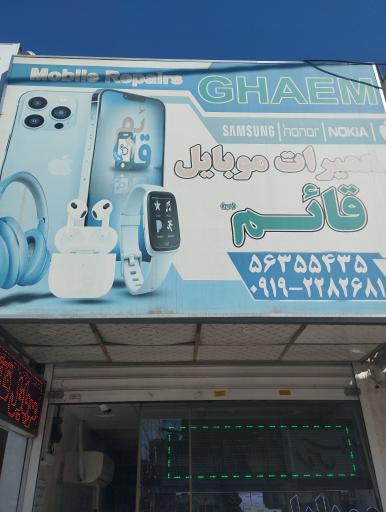 Mobile Repairs
GHAEM
SAMSUNG | honor | NOKIA
تعمیرات موبایل
قائم
۵۶۳۵۵۴۳۵
۰۹۱۹-۲۲۸۲۶۸۱